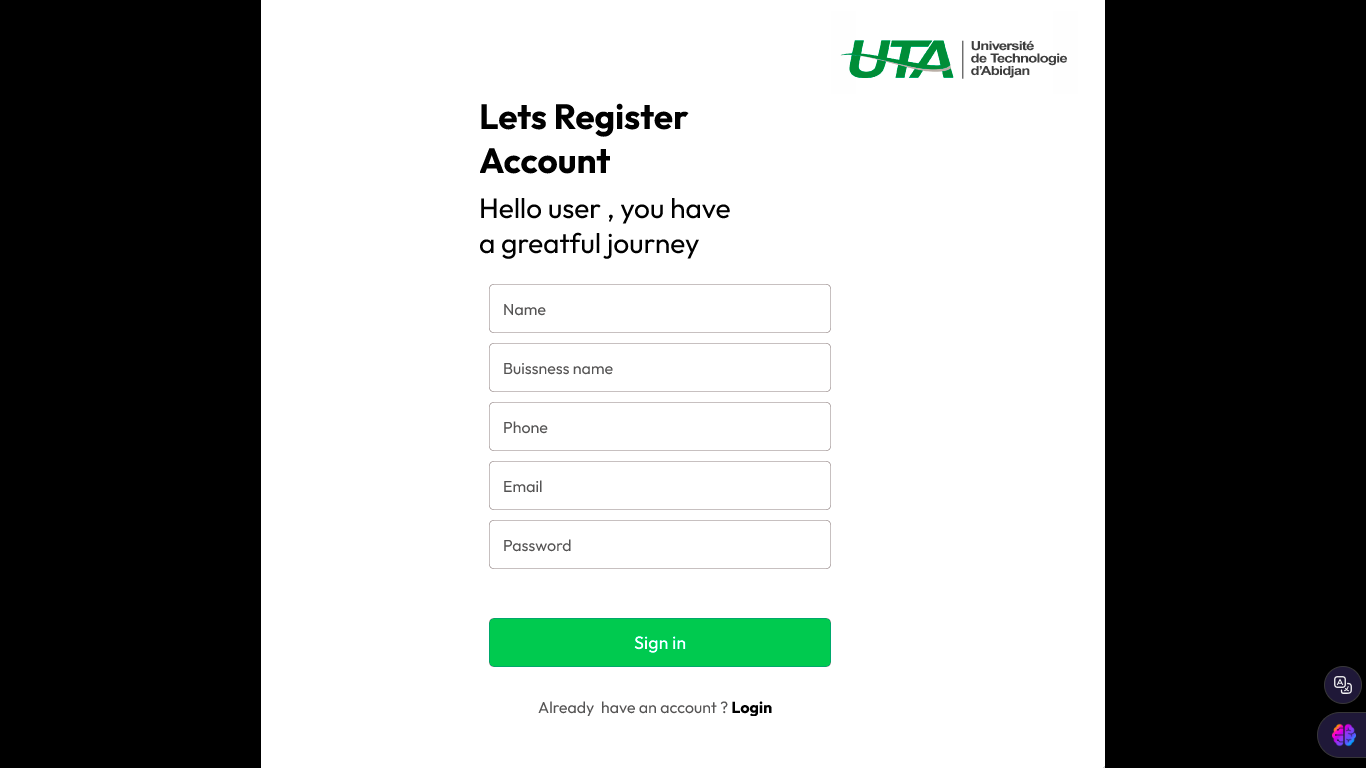 UTA
Université
de Technologie
d'Abidjan
Lets Register
Account
Hello user , you have
a greatful journey
Name
Buissness name
Phone
Email
Password
Sign in
Already  have an account ? Login